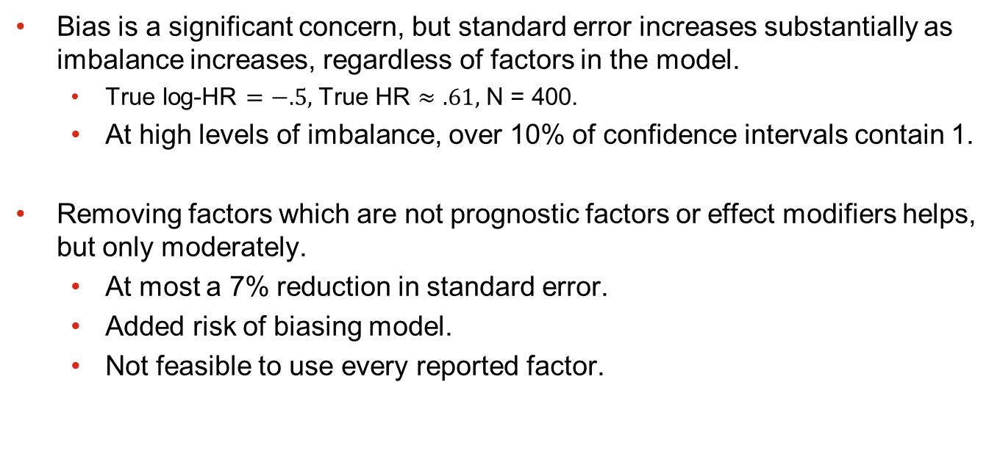 • Bias is a significant concern, but standard error increases substantially as
imbalance increases, regardless of factors in the model.
• True log-HR = −.5, True HR ≈ .61, N = 400.
• At high levels of imbalance, over 10% of confidence intervals contain 1.
• Removing factors which are not prognostic factors or effect modifiers helps,
but only moderately.
• At most a 7% reduction in standard error.
• Added risk of biasing model.
• Not feasible to use every reported factor.